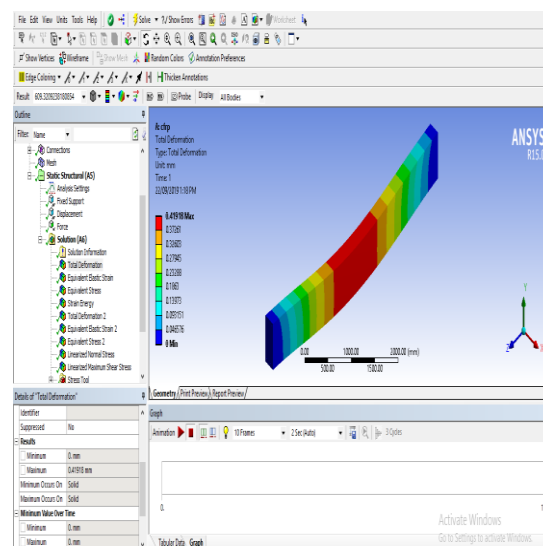 File Edit View Units Tools Help Solve ?/ Show Errors Worksheet
Show Vertices Wireframe Show Mesh Random Colors Annotation Preferences
Edge Coloring Thicken Annotations
Result 609.3209238180054 Probe Display All Bodies
Outline
Filter: Name
Connections
Mesh
Static Structural (A5)
Analysis Settings
Fixed Support
Displacement
Force
Solution (A6)
Solution Information
Total Deformation
Equivalent Elastic Strain
Equivalent Stress
Strain Energy
Total Deformation 2
Equivalent Elastic Strain 2
Equivalent Stress 2
Linearized Normal Stress
Linearized Maximum Shear Stress
Stress Tool
Details of "Total Deformation"
Identifier
Suppressed No
Results
Minimum 0. mm
Maximum 0.41918 mm
Minimum Occurs On Solid
Maximum Occurs On Solid
Minimum Value Over Time
Minimum 0. mm
Maximum 0. mm
A: cfrp
Total Deformation
Type: Total Deformation
Unit: mm
Time: 1
22/09/2019 1:18 PM
0.41918 Max
0.37261
0.32603
0.27945
0.23288
0.1863
0.13973
0.093151
0.046576
0 Min
ANSYS
R15.0
0.00 1000.00 2000.00 (mm)
500.00 1500.00
Y
Z X
Geometry Print Preview Report Preview
Graph
Animation 10 Frames 2 Sec (Auto) 3 Cycles
0.
1
Activate Windows
Go to Settings to activate Windows.
Tabular Data Graph